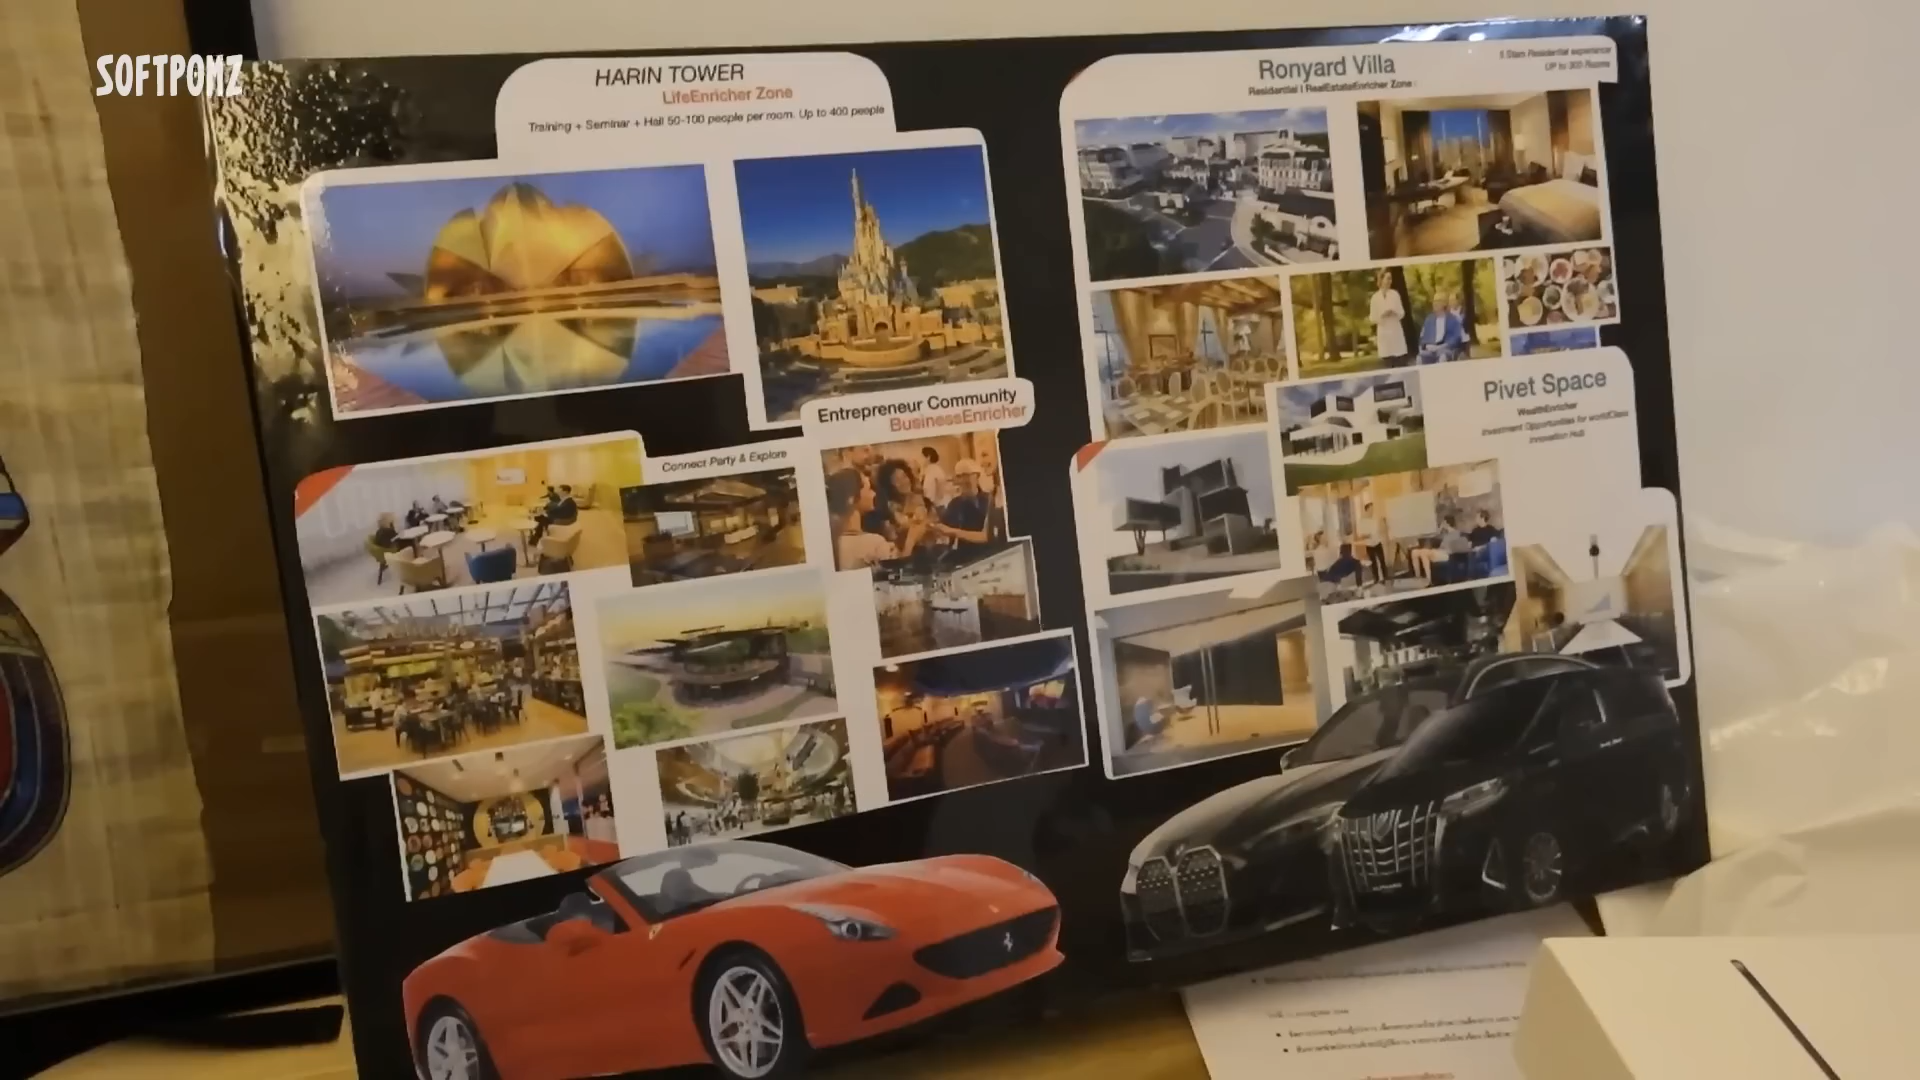 SOFTPOMZ
HARIN TOWER
LifeEnricher Zone
Training + Seminar + Hall 50-100 people per room. Up to 400 people
Ronyard Villa
Residential | RealEstateEnricher Zone
5 Stars Residential experience
UP to 300 Rooms
Entrepreneur Community
BusinessEnricher
Connect Party & Explore
Pivet Space
WealthEnricher
Investment Opportunities for worldClass
Innovation Hub